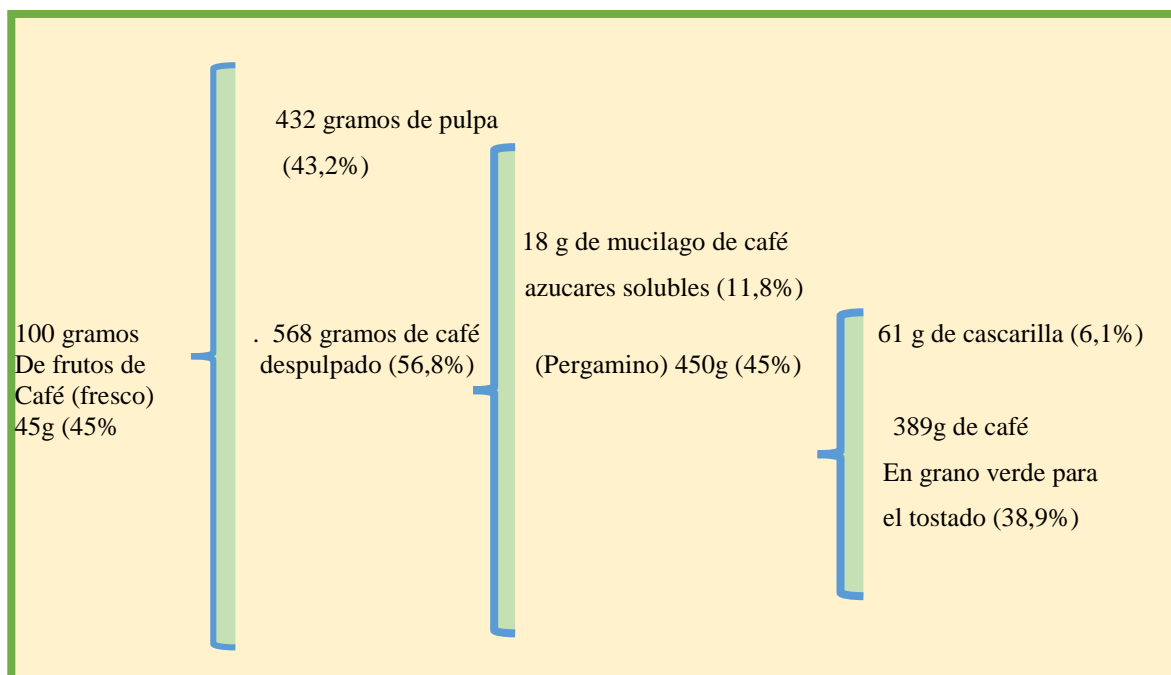 432 gramos de pulpa
(43,2%)
18 g de mucilago de café
azucares solubles (11,8%)
100 gramos
De frutos de
Café (fresco)
45g (45%
. 568 gramos de café
despulpado (56,8%)
(Pergamino) 450g (45%)
61 g de cascarilla (6,1%)
389g de café
En grano verde para
el tostado (38,9%)